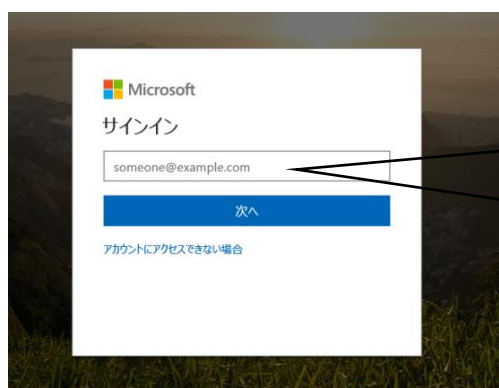 Microsoft
サインイン
someone@example.com
次へ
アカウントにアクセスできない場合